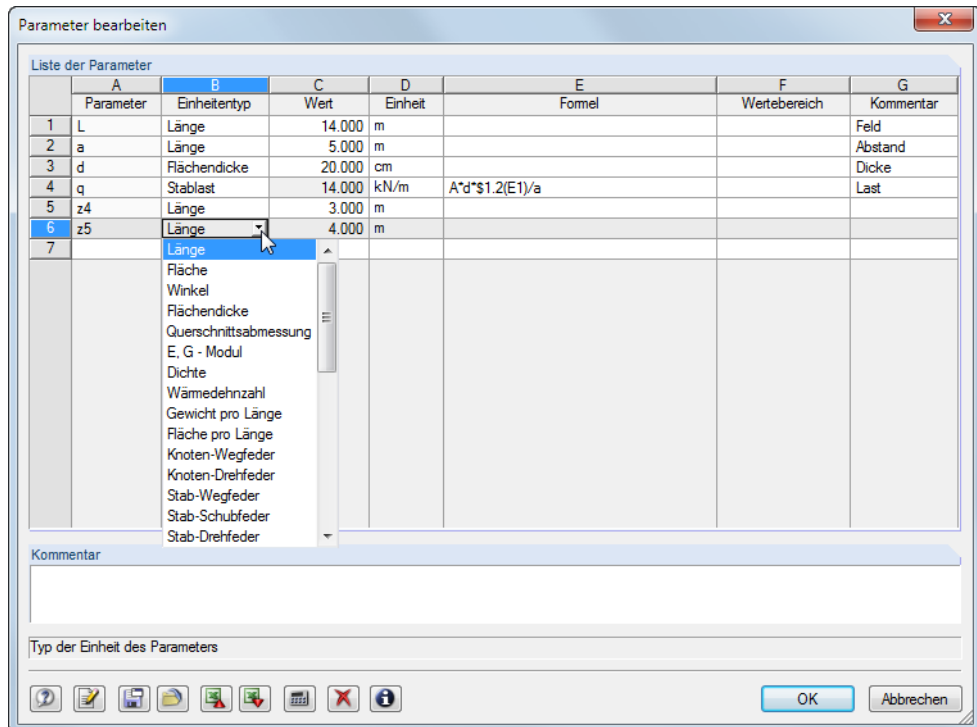 Parameter bearbeiten
Liste der Parameter
A B C D E F G
Parameter Einheitentyp Wert Einheit Formel Wertebereich Kommentar
1 L Länge 14.000 m Feld
2 a Länge 5.000 m Abstand
3 d Flächendicke 20.000 cm Dicke
4 q Stablast 14.000 kN/m A*d*$1.2(E1)/a Last
5 z4 Länge 3.000 m
6 z5 Länge 4.000 m
7 Länge
Fläche
Winkel
Flächendicke
Querschnittsabmessung
E, G - Modul
Dichte
Wärmedehnzahl
Gewicht pro Länge
Fläche pro Länge
Knoten-Wegfeder
Knoten-Drehfeder
Stab-Wegfeder
Stab-Schubfeder
Stab-Drehfeder
Kommentar
Typ der Einheit des Parameters
OK Abbrechen